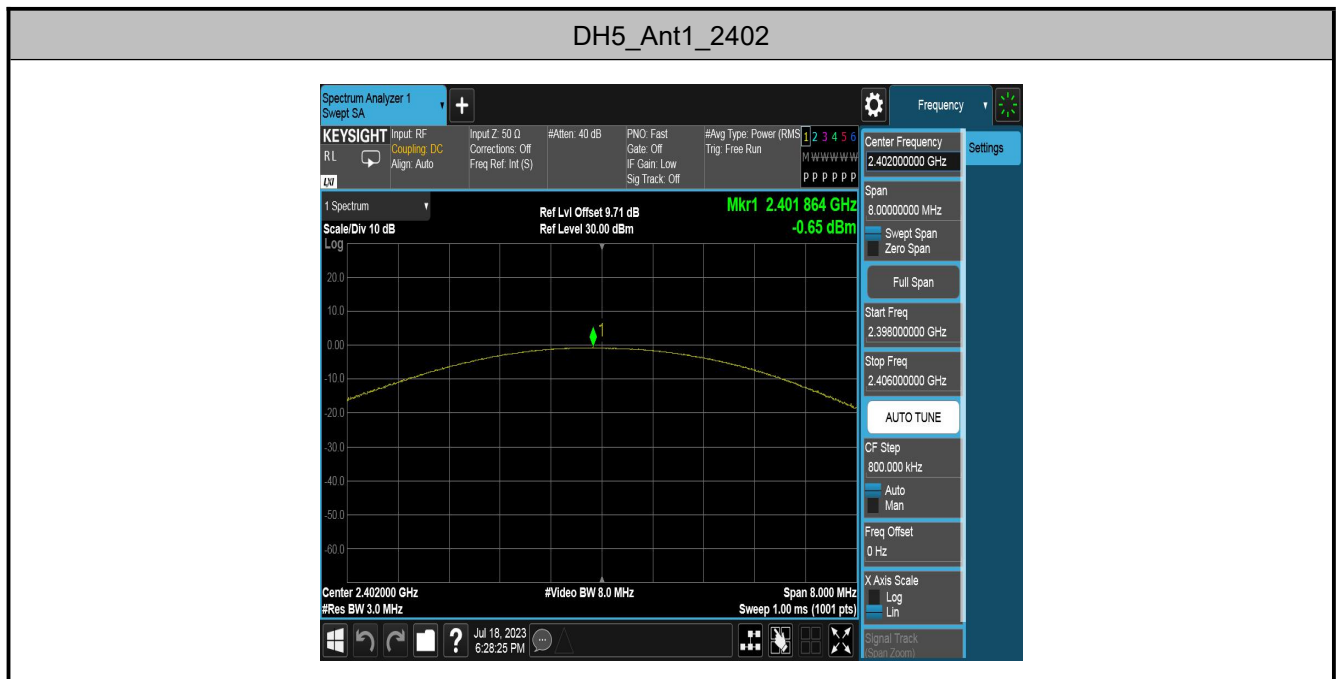 DH5_Ant1_2402
Spectrum Analyzer 1
Swept SA
Frequency
KEYSIGHT
RL
LXI
Input: RF
Coupling: DC
Align: Auto
Input Z: 50 Ω
Corrections: Off
Freq Ref: Int (S)
#Atten: 40 dB
PNO: Fast
Gate: Off
IF Gain: Low
Sig Track: Off
#Avg Type: Power (RMS
Trig: Free Run
1 2 3 4 5 6
M W W W W W
P P P P P P
1 Spectrum
Scale/Div 10 dB
Log
Ref Lvl Offset 9.71 dB
Ref Level 30.00 dBm
Mkr1 2.401 864 GHz
-0.65 dBm
20.0
10.0
0.00
-10.0
-20.0
-30.0
-40.0
-50.0
-60.0
1
Center 2.402000 GHz
#Res BW 3.0 MHz
#Video BW 8.0 MHz
Span 8.000 MHz
Sweep 1.00 ms (1001 pts)
Center Frequency
2.402000000 GHz
Settings
Span
8.00000000 MHz
Swept Span
Zero Span
Full Span
Start Freq
2.398000000 GHz
Stop Freq
2.406000000 GHz
AUTO TUNE
CF Step
800.000 kHz
Auto
Man
Freq Offset
0 Hz
X Axis Scale
Log
Lin
Signal Track
(Span Zoom)
?
Jul 18, 2023
6:28:25 PM